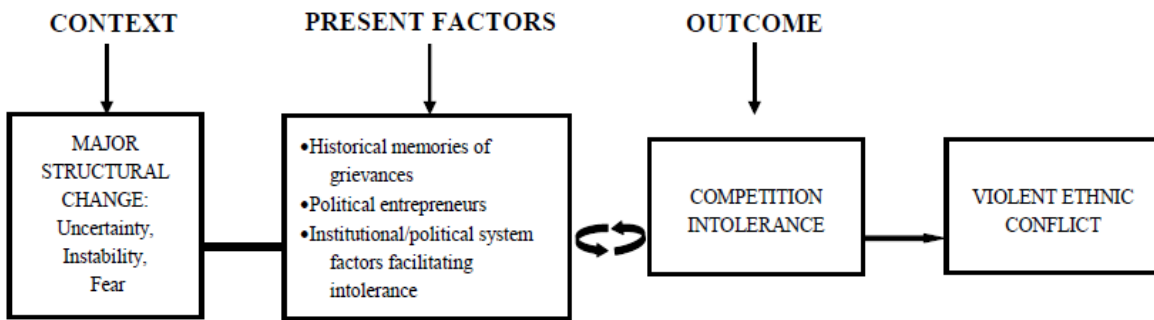 CONTEXT
PRESENT FACTORS
OUTCOME
MAJOR
STRUCTURAL
CHANGE:
Uncertainty,
Instability,
Fear
•Historical memories of
grievances
•Political entrepreneurs
•Institutional/political system
factors facilitating
intolerance
COMPETITION
INTOLERANCE
VIOLENT ETHNIC
CONFLICT